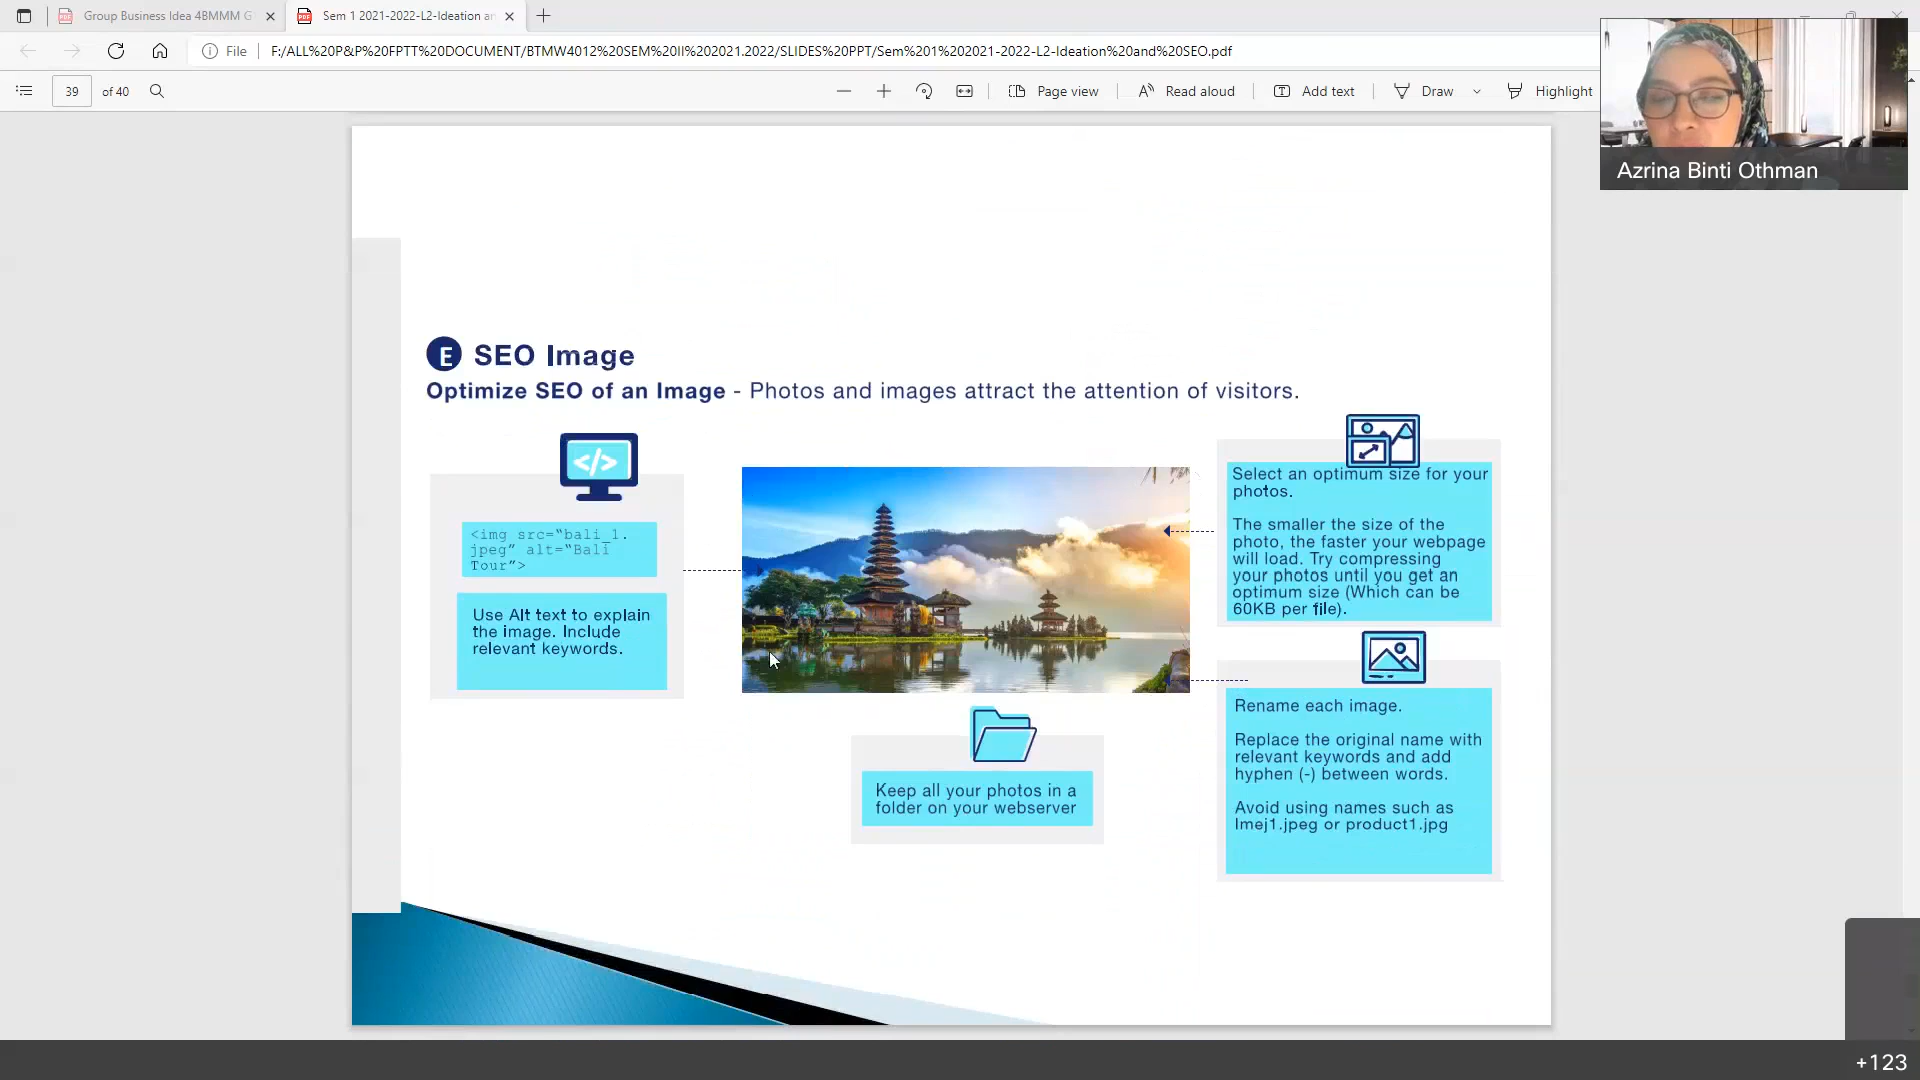 Group Business Idea 4BMMM G
Sem 1 2021-2022-L2-Ideation an
File
F:/ALL%20P&P%20FPTT%20DOCUMENT/BTMW4012%20SEM%20II%202021.2022/SLIDES%20PPT/Sem%201%202021-2022-L2-Ideation%20and%20SEO.pdf
39 of 40
Page view
Read aloud
Add text
Draw
Highlight
Azrina Binti Othman
E SEO Image
Optimize SEO of an Image - Photos and images attract the attention of visitors.
<img src=“bali_1.
jpeg” alt=“Bali
Tour”>
Use Alt text to explain
the image. Include
relevant keywords.
Select an optimum size for your
photos.
The smaller the size of the
photo, the faster your webpage
will load. Try compressing
your photos until you get an
optimum size (Which can be
60KB per file).
Rename each image.
Replace the original name with
relevant keywords and add
hyphen (-) between words.
Avoid using names such as
Imej1.jpeg or product1.jpg
Keep all your photos in a
folder on your webserver
+123